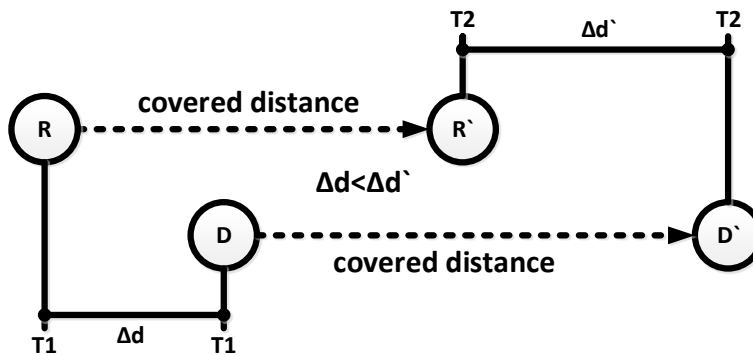 T2 T2
Δd`
covered distance
R R`
Δd<Δd`
D D`
covered distance
Δd
T1 T1